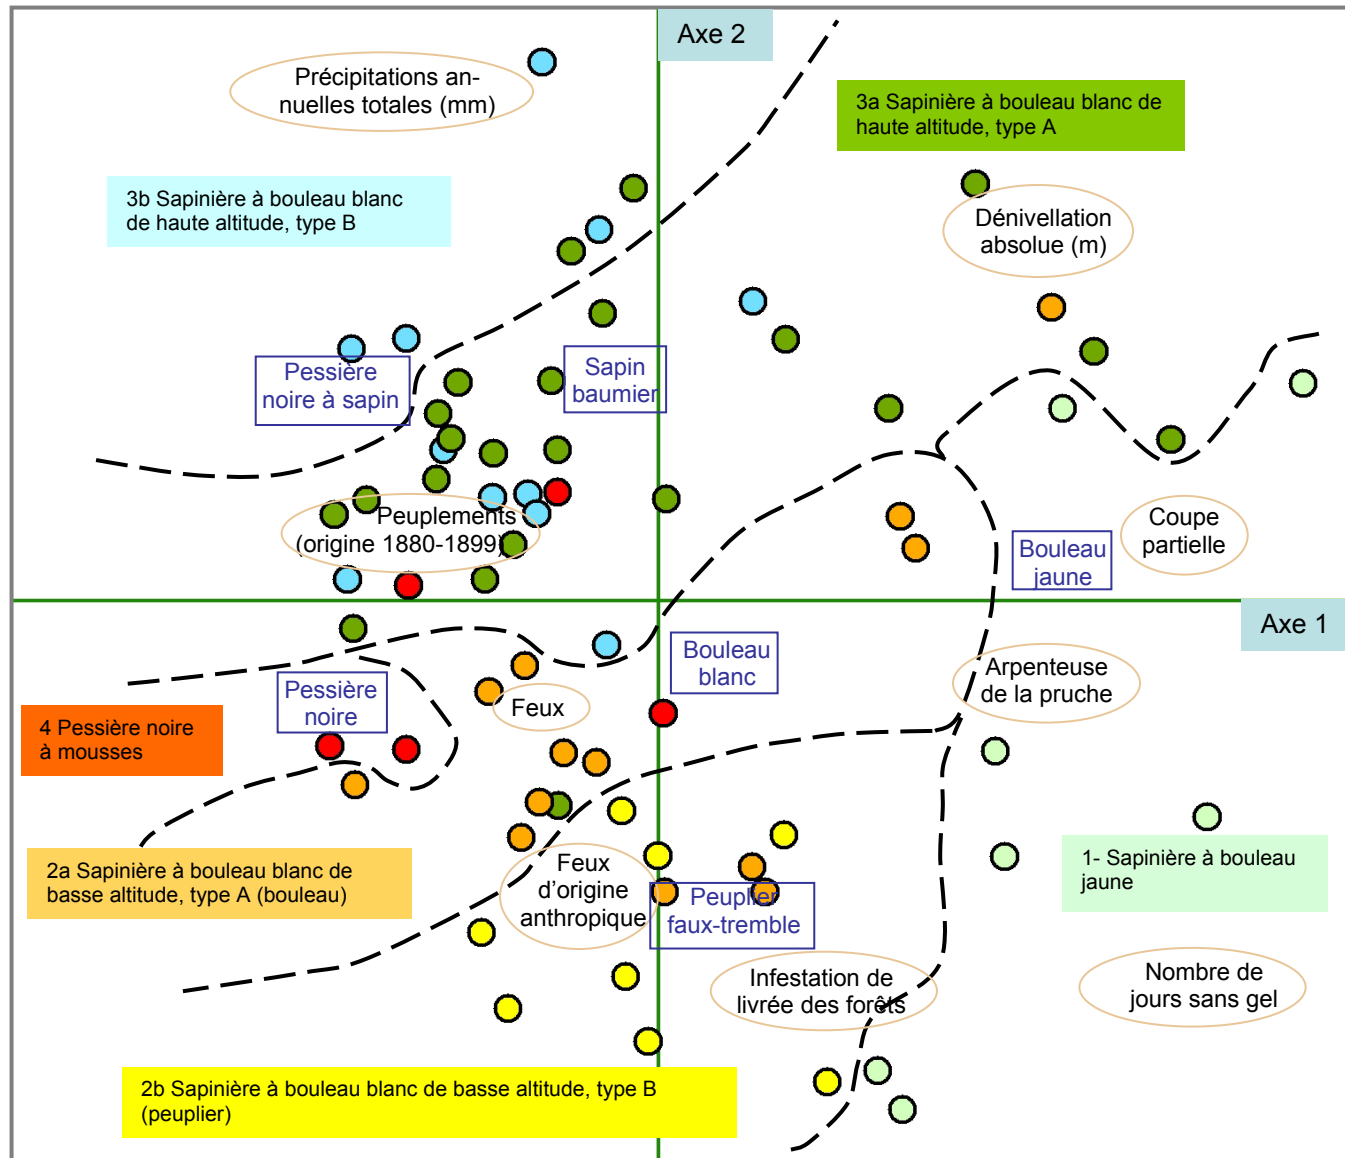 Axe 2
Précipitations an-
nuelles totales (mm)
3a Sapinière à bouleau blanc de
haute altitude, type A
3b Sapinière à bouleau blanc
de haute altitude, type B
Dénivellation
absolue (m)
Pessière
noire à sapin
Sapin
baumier
Peuplements
(origine 1880-1899)
Coupe
partielle
Bouleau
jaune
Axe 1
Bouleau
blanc
Arpenteuse
de la pruche
Pessière
noire
Feux
4 Pessière noire
à mousses
2a Sapinière à bouleau blanc de
basse altitude, type A (bouleau)
Feux
d’origine
anthropique
Peuplier
faux-tremble
1- Sapinière à bouleau
jaune
Infestation de
livrée des forêts
Nombre de
jours sans gel
2b Sapinière à bouleau blanc de basse altitude, type B
(peuplier)